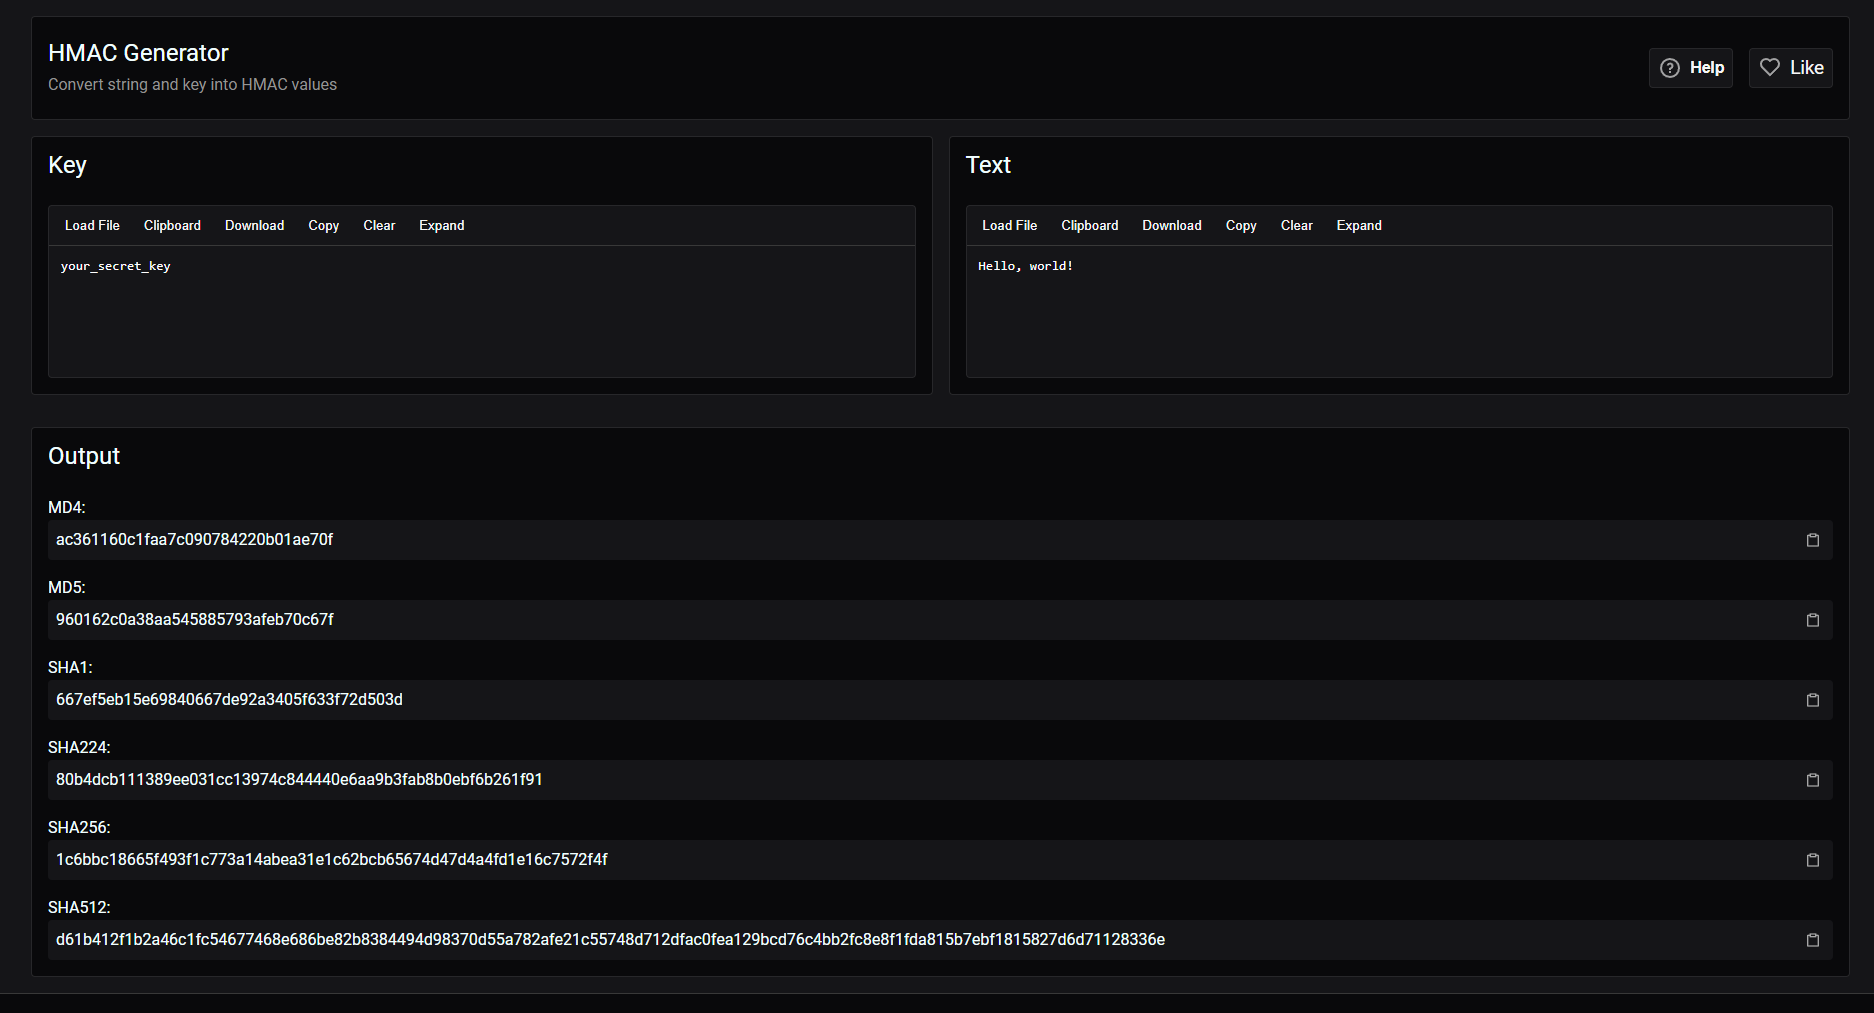 HMAC Generator
Convert string and key into HMAC values
Help
Like
Key
Load File Clipboard Download Copy Clear Expand
your_secret_key
Text
Load File Clipboard Download Copy Clear Expand
Hello, world!
Output
MD4:
ac361160c1faa7c090784220b01ae70f
MD5:
960162c0a38aa545885793afeb70c67f
SHA1:
667ef5eb15e69840667de92a3405f633f72d503d
SHA224:
80b4dcb111389ee031cc13974c844440e6aa9b3fab8b0ebf6b261f91
SHA256:
1c6bbc18665f493f1c773a14abea31e1c62bcb65674d47d4a4fd1e16c7572f4f
SHA512:
d61b412f1b2a46c1fc54677468e686be82b8384494d98370d55a782afe21c55748d712dfac0fea129bcd76c4bb2fc8e8f1fda815b7ebf1815827d6d71128336e